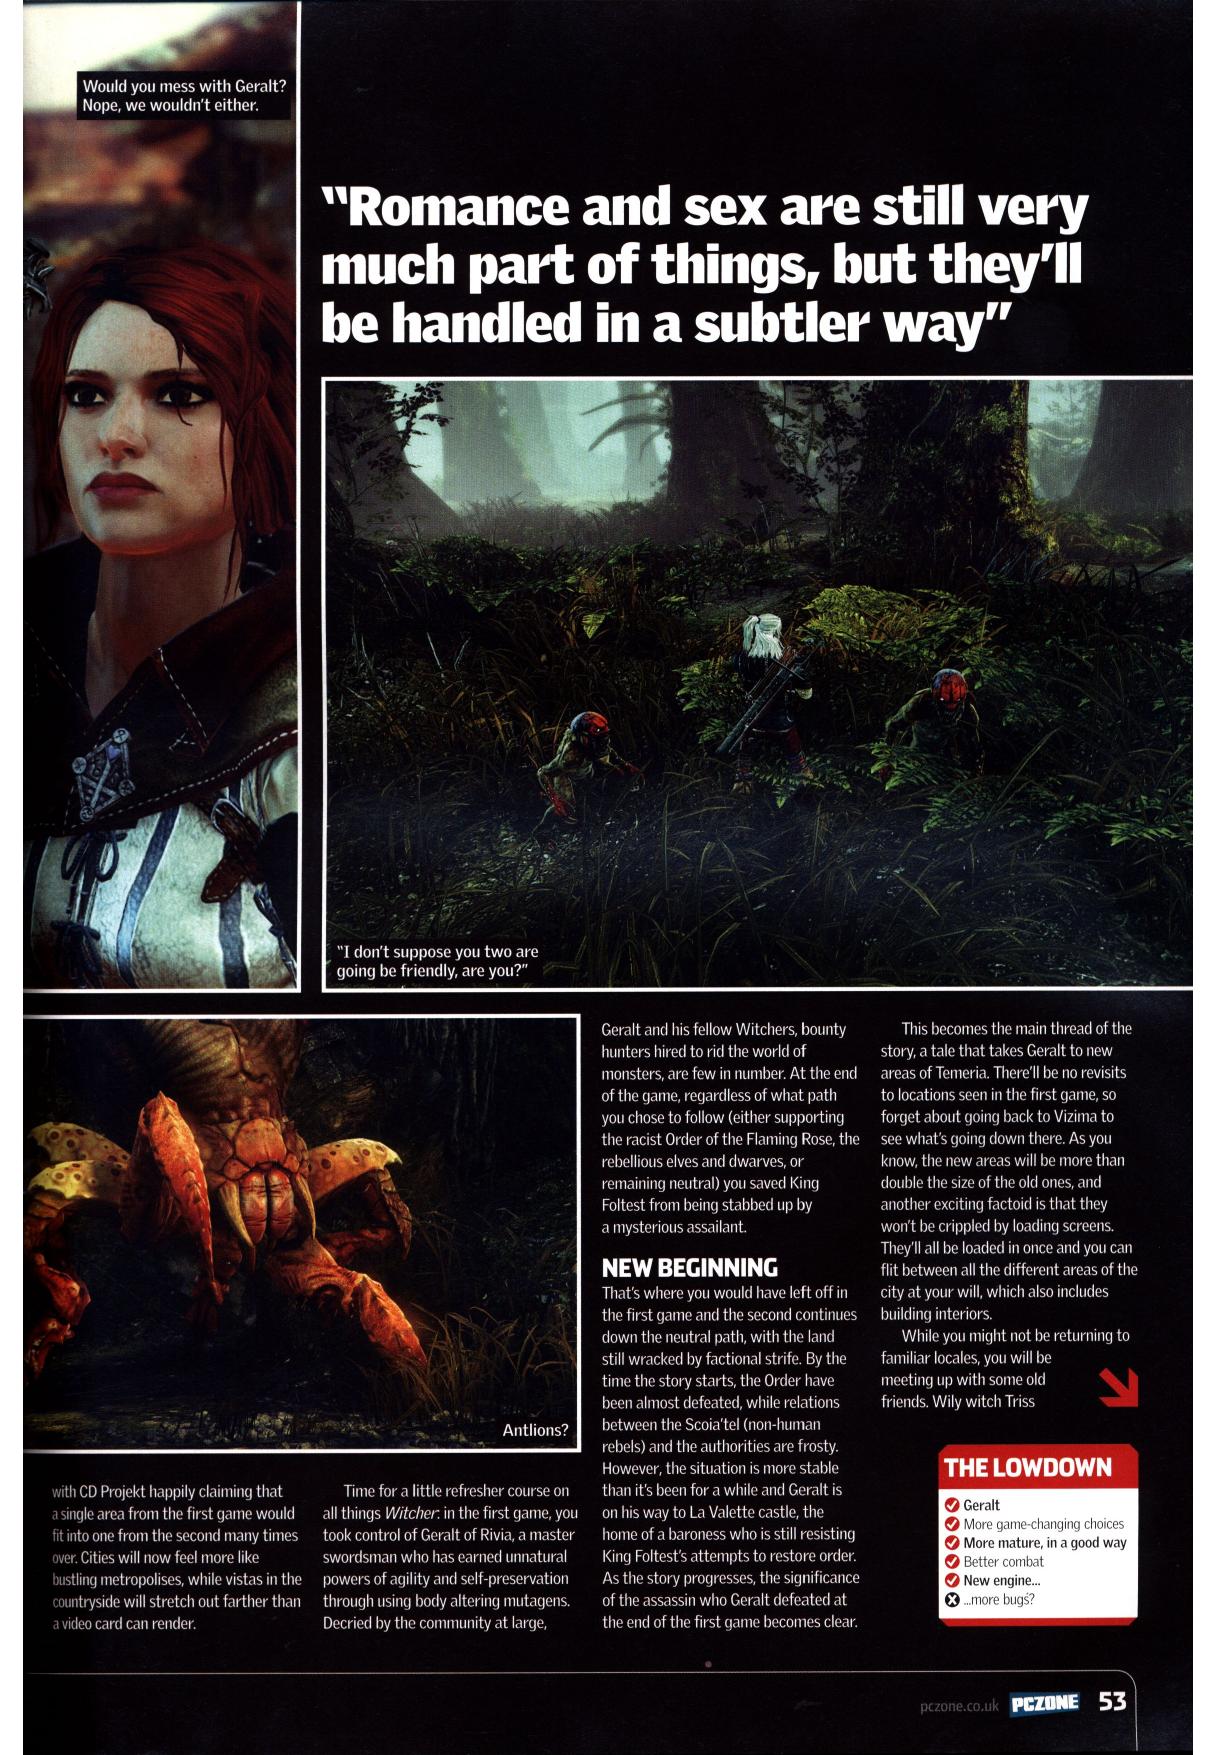 Would you mess with Geralt?
Nope, we wouldn't either.
"Romance and sex are still very
much part of things, but they'll
be handled in a subtler way"
"I don't suppose you two are
going be friendly, are you?"
Antlions?
with CD Projekt happily claiming that
a single area from the first game would
fit into one from the second many times
over. Cities will now feel more like
bustling metropolises, while vistas in the
countryside will stretch out farther than
a video card can render.
Time for a little refresher course on
all things Witcher: in the first game, you
took control of Geralt of Rivia, a master
swordsman who has earned unnatural
powers of agility and self-preservation
through using body altering mutagens.
Decried by the community at large,
Geralt and his fellow Witchers, bounty
hunters hired to rid the world of
monsters, are few in number. At the end
of the game, regardless of what path
you chose to follow (either supporting
the racist Order of the Flaming Rose, the
rebellious elves and dwarves, or
remaining neutral) you saved King
Foltest from being stabbed up by
a mysterious assailant.
NEW BEGINNING
That's where you would have left off in
the first game and the second continues
down the neutral path, with the land
still wracked by factional strife. By the
time the story starts, the Order have
been almost defeated, while relations
between the Scoia'tel (non-human
rebels) and the authorities are frosty.
However, the situation is more stable
than it's been for a while and Geralt is
on his way to La Valette castle, the
home of a baroness who is still resisting
King Foltest's attempts to restore order.
As the story progresses, the significance
of the assassin who Geralt defeated at
the end of the first game becomes clear.
This becomes the main thread of the
story, a tale that takes Geralt to new
areas of Temeria. There'll be no revisits
to locations seen in the first game, so
forget about going back to Vizima to
see what's going down there. As you
know, the new areas will be more than
double the size of the old ones, and
another exciting factoid is that they
won't be crippled by loading screens.
They'll all be loaded in once and you can
flit between all the different areas of the
city at your will, which also includes
building interiors.
While you might not be returning to
familiar locales, you will be
meeting up with some old
friends. Wily witch Triss
THE LOWDOWN
Geralt
More game-changing choices
More mature, in a good way
Better combat
New engine...
...more bugs?
pczone.co.uk PCZONE 53